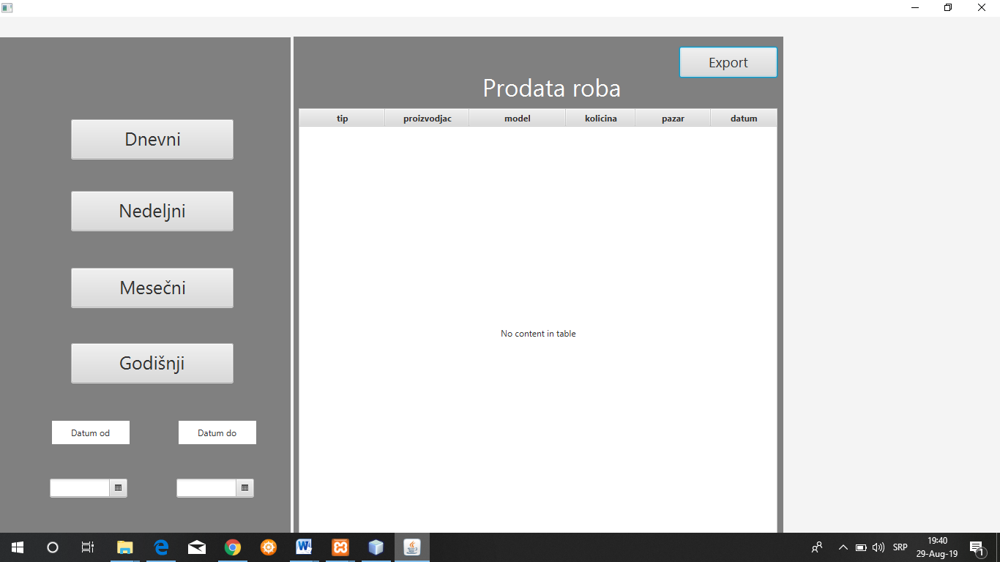 Dnevni
Nedeljni
Mesečni
Godišnji
Datum od Datum do
Export
Prodata roba
tip proizvodjac model kolicina pazar datum
No content in table
SRP
19:40
29-Aug-19
1